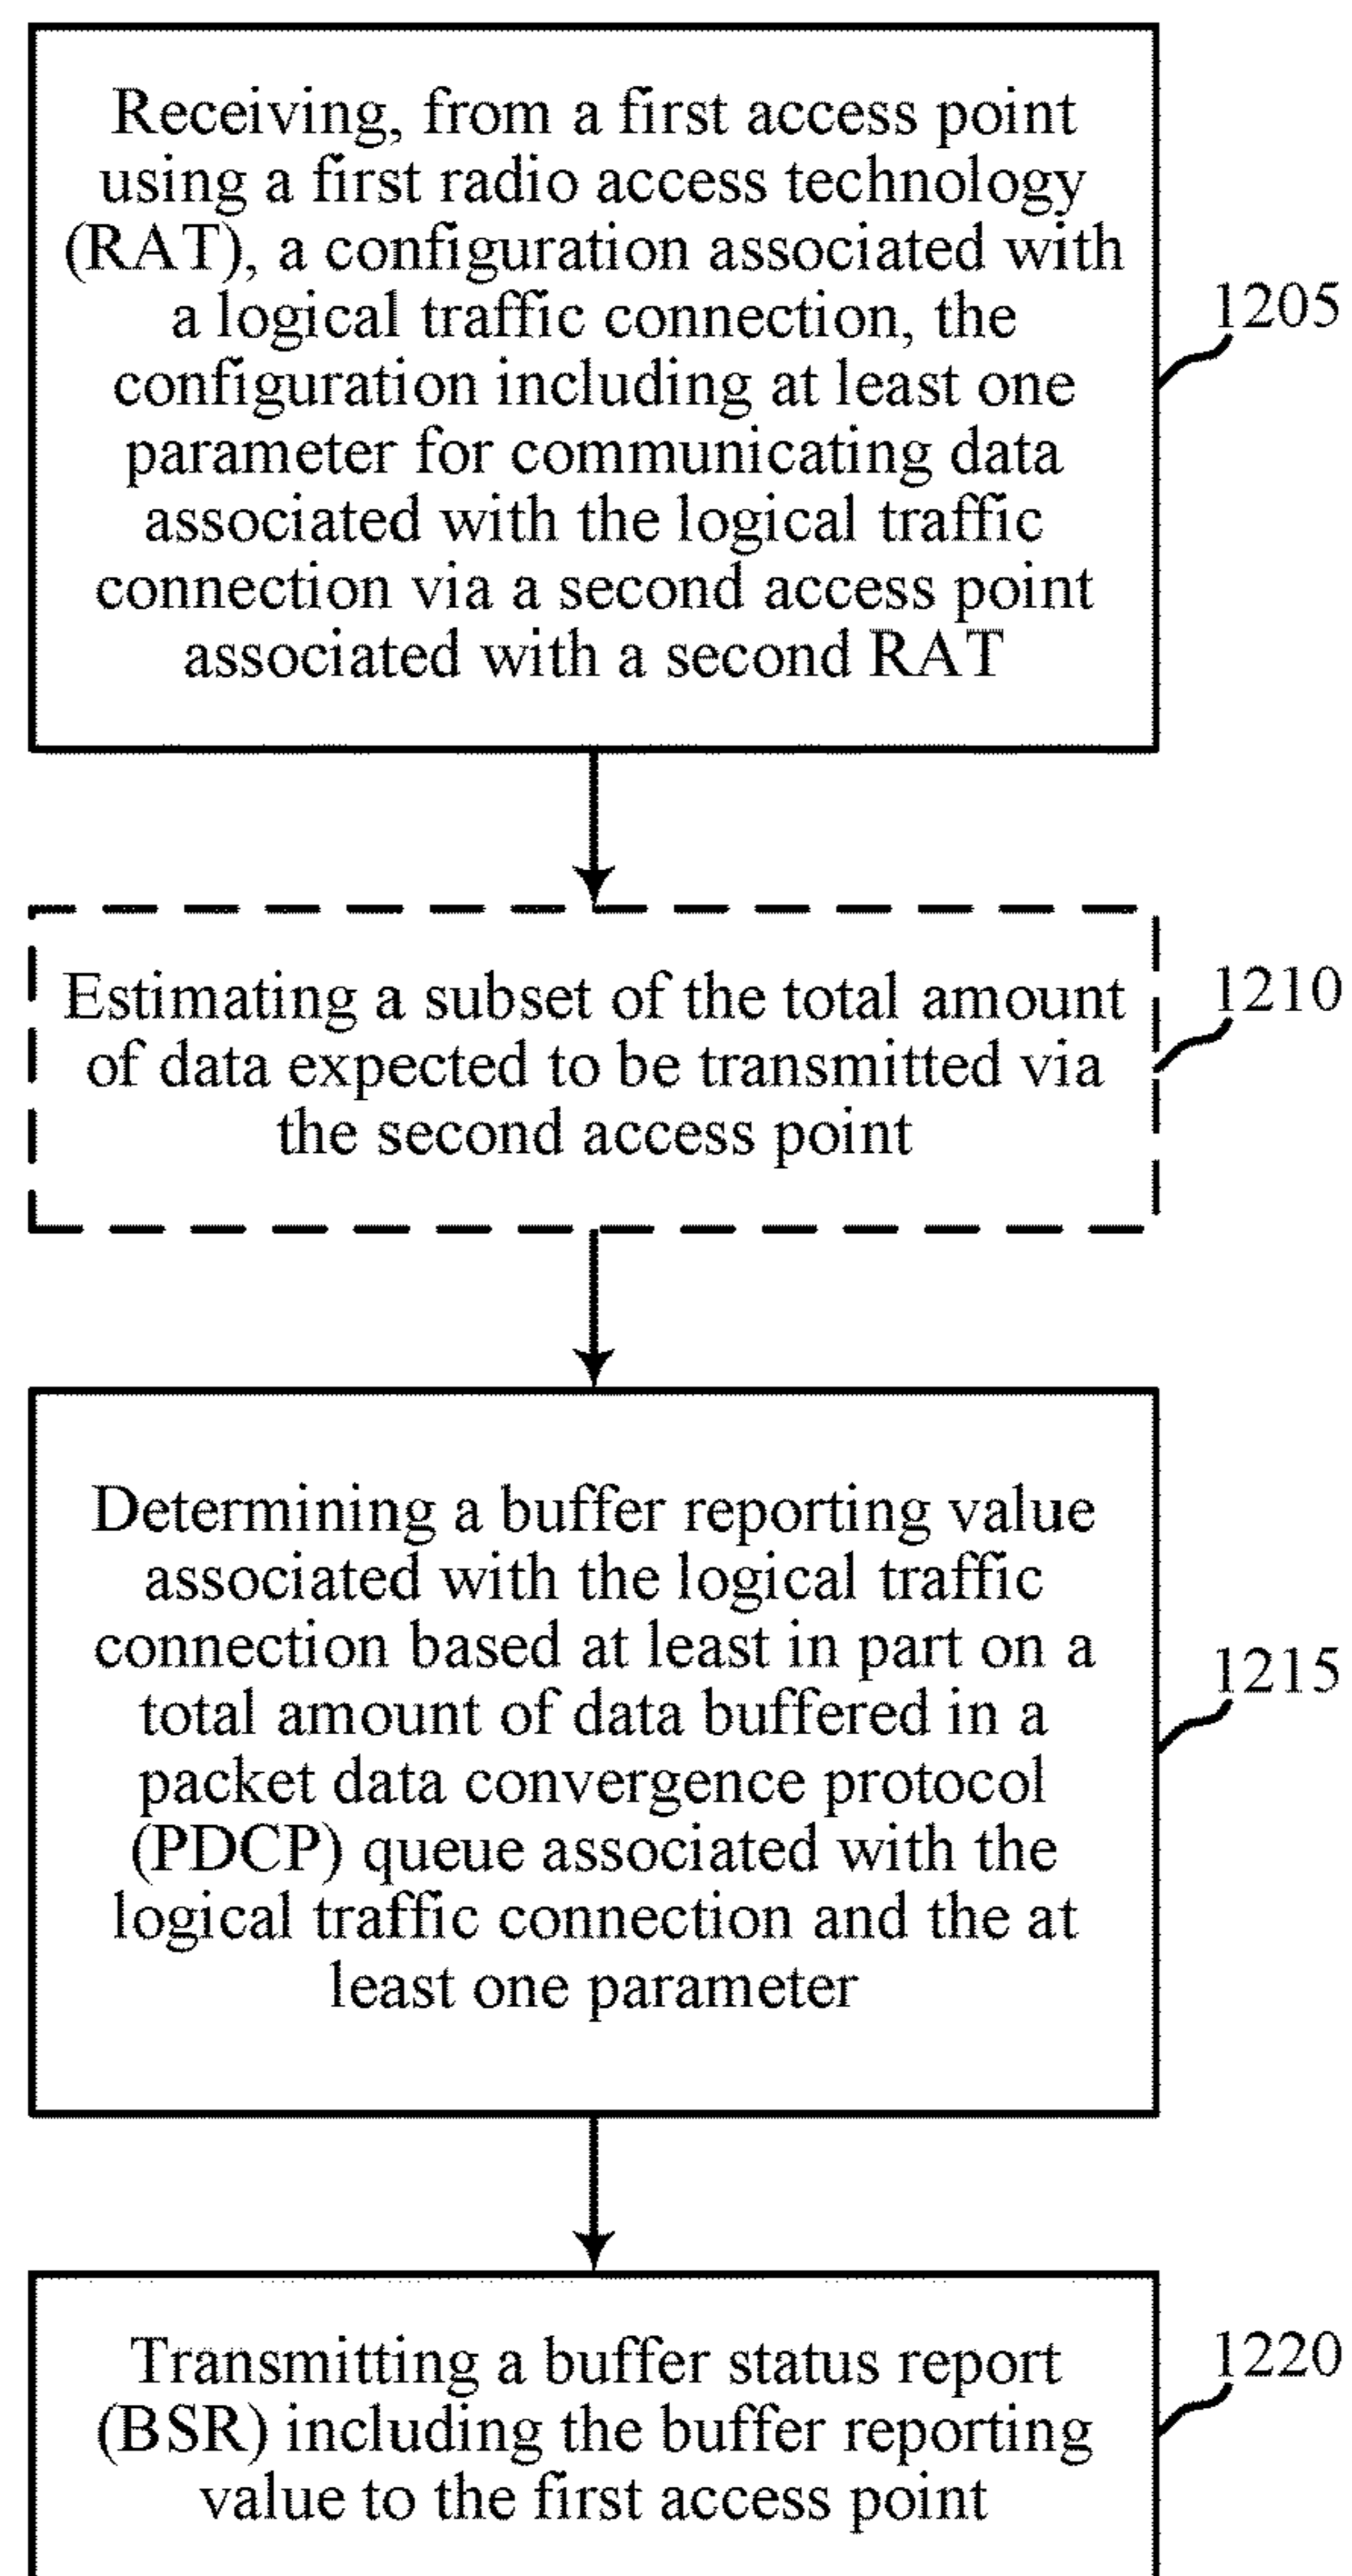 Receiving, from a first access point
using a first radio access technology
(RAT), a configuration associated with
a logical traffic connection, the
configuration including at least one
parameter for communicating data
associated with the logical traffic
connection via a second access point
associated with a second RAT
1205
Estimating a subset of the total amount
of data expected to be transmitted via
the second access point
1210
Determining a buffer reporting value
associated with the logical traffic
connection based at least in part on a
total amount of data buffered in a
packet data convergence protocol
(PDCP) queue associated with the
logical traffic connection and the at
least one parameter
1215
Transmitting a buffer status report
(BSR) including the buffer reporting
value to the first access point
1220